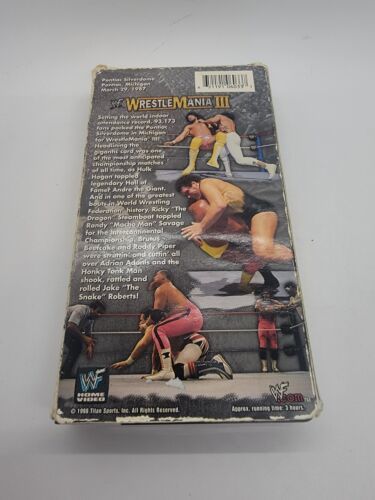 Pontiac Silverdome
Pontiac, Michigan
March 29, 1987
WF WRESTLEMANIA III
Setting the world indoor
attendance record, 93,173
fans packed the Pontiac
Silverdome in Michigan
for WrestleMania III!
Headlining the
gigantic card was one
of the most anticipated
championship matches
of all time, as Hulk
Hogan toppled
legendary Hall of
Famer Andre the Giant.
And in one of the greatest
bouts in World Wrestling
Federation history, Ricky "The
Dragon" Steamboat toppled
Randy "Macho Man" Savage
for the Intercontinental
Championship. Brutus
Beefcake and Roddy Piper
were struttin' and cuttin' all
over Adrian Adonis and the
Honky Tonk Man
shook, rattled and
rolled Jake "The
Snake" Roberts!
WF
HOME
VIDEO
WF
.com
© 1998 Titan Sports, Inc. All Rights Reserved.
Approx. running time: 3 hours.